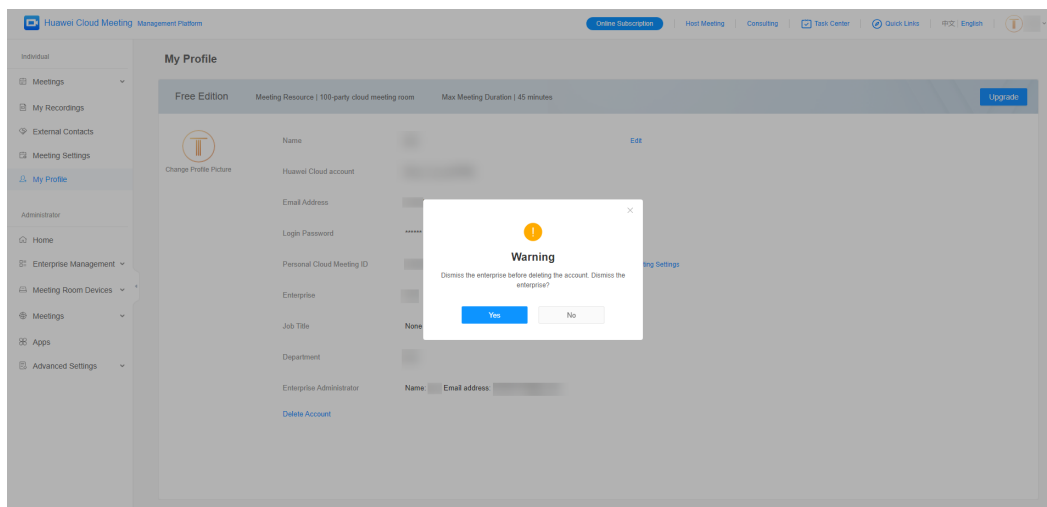 Huawei Cloud Meeting Management Platform
Online Subscription
Host Meeting
Consulting
Task Center
Quick Links
中文 | English
Individual
Meetings
My Recordings
External Contacts
Meeting Settings
My Profile
Administrator
Home
Enterprise Management
Meeting Room Devices
Meetings
Apps
Advanced Settings
My Profile
Free Edition
Meeting Resource | 100-party cloud meeting room
Max Meeting Duration | 45 minutes
Upgrade
Change Profile Picture
Name
Edit
Huawei Cloud account
Email Address
Login Password ******
Personal Cloud Meeting ID
ting Settings
Enterprise
Job Title None
Department
Enterprise Administrator Name: Email address:
Delete Account
Warning
Dismiss the enterprise before deleting the account. Dismiss the
enterprise?
Yes
No